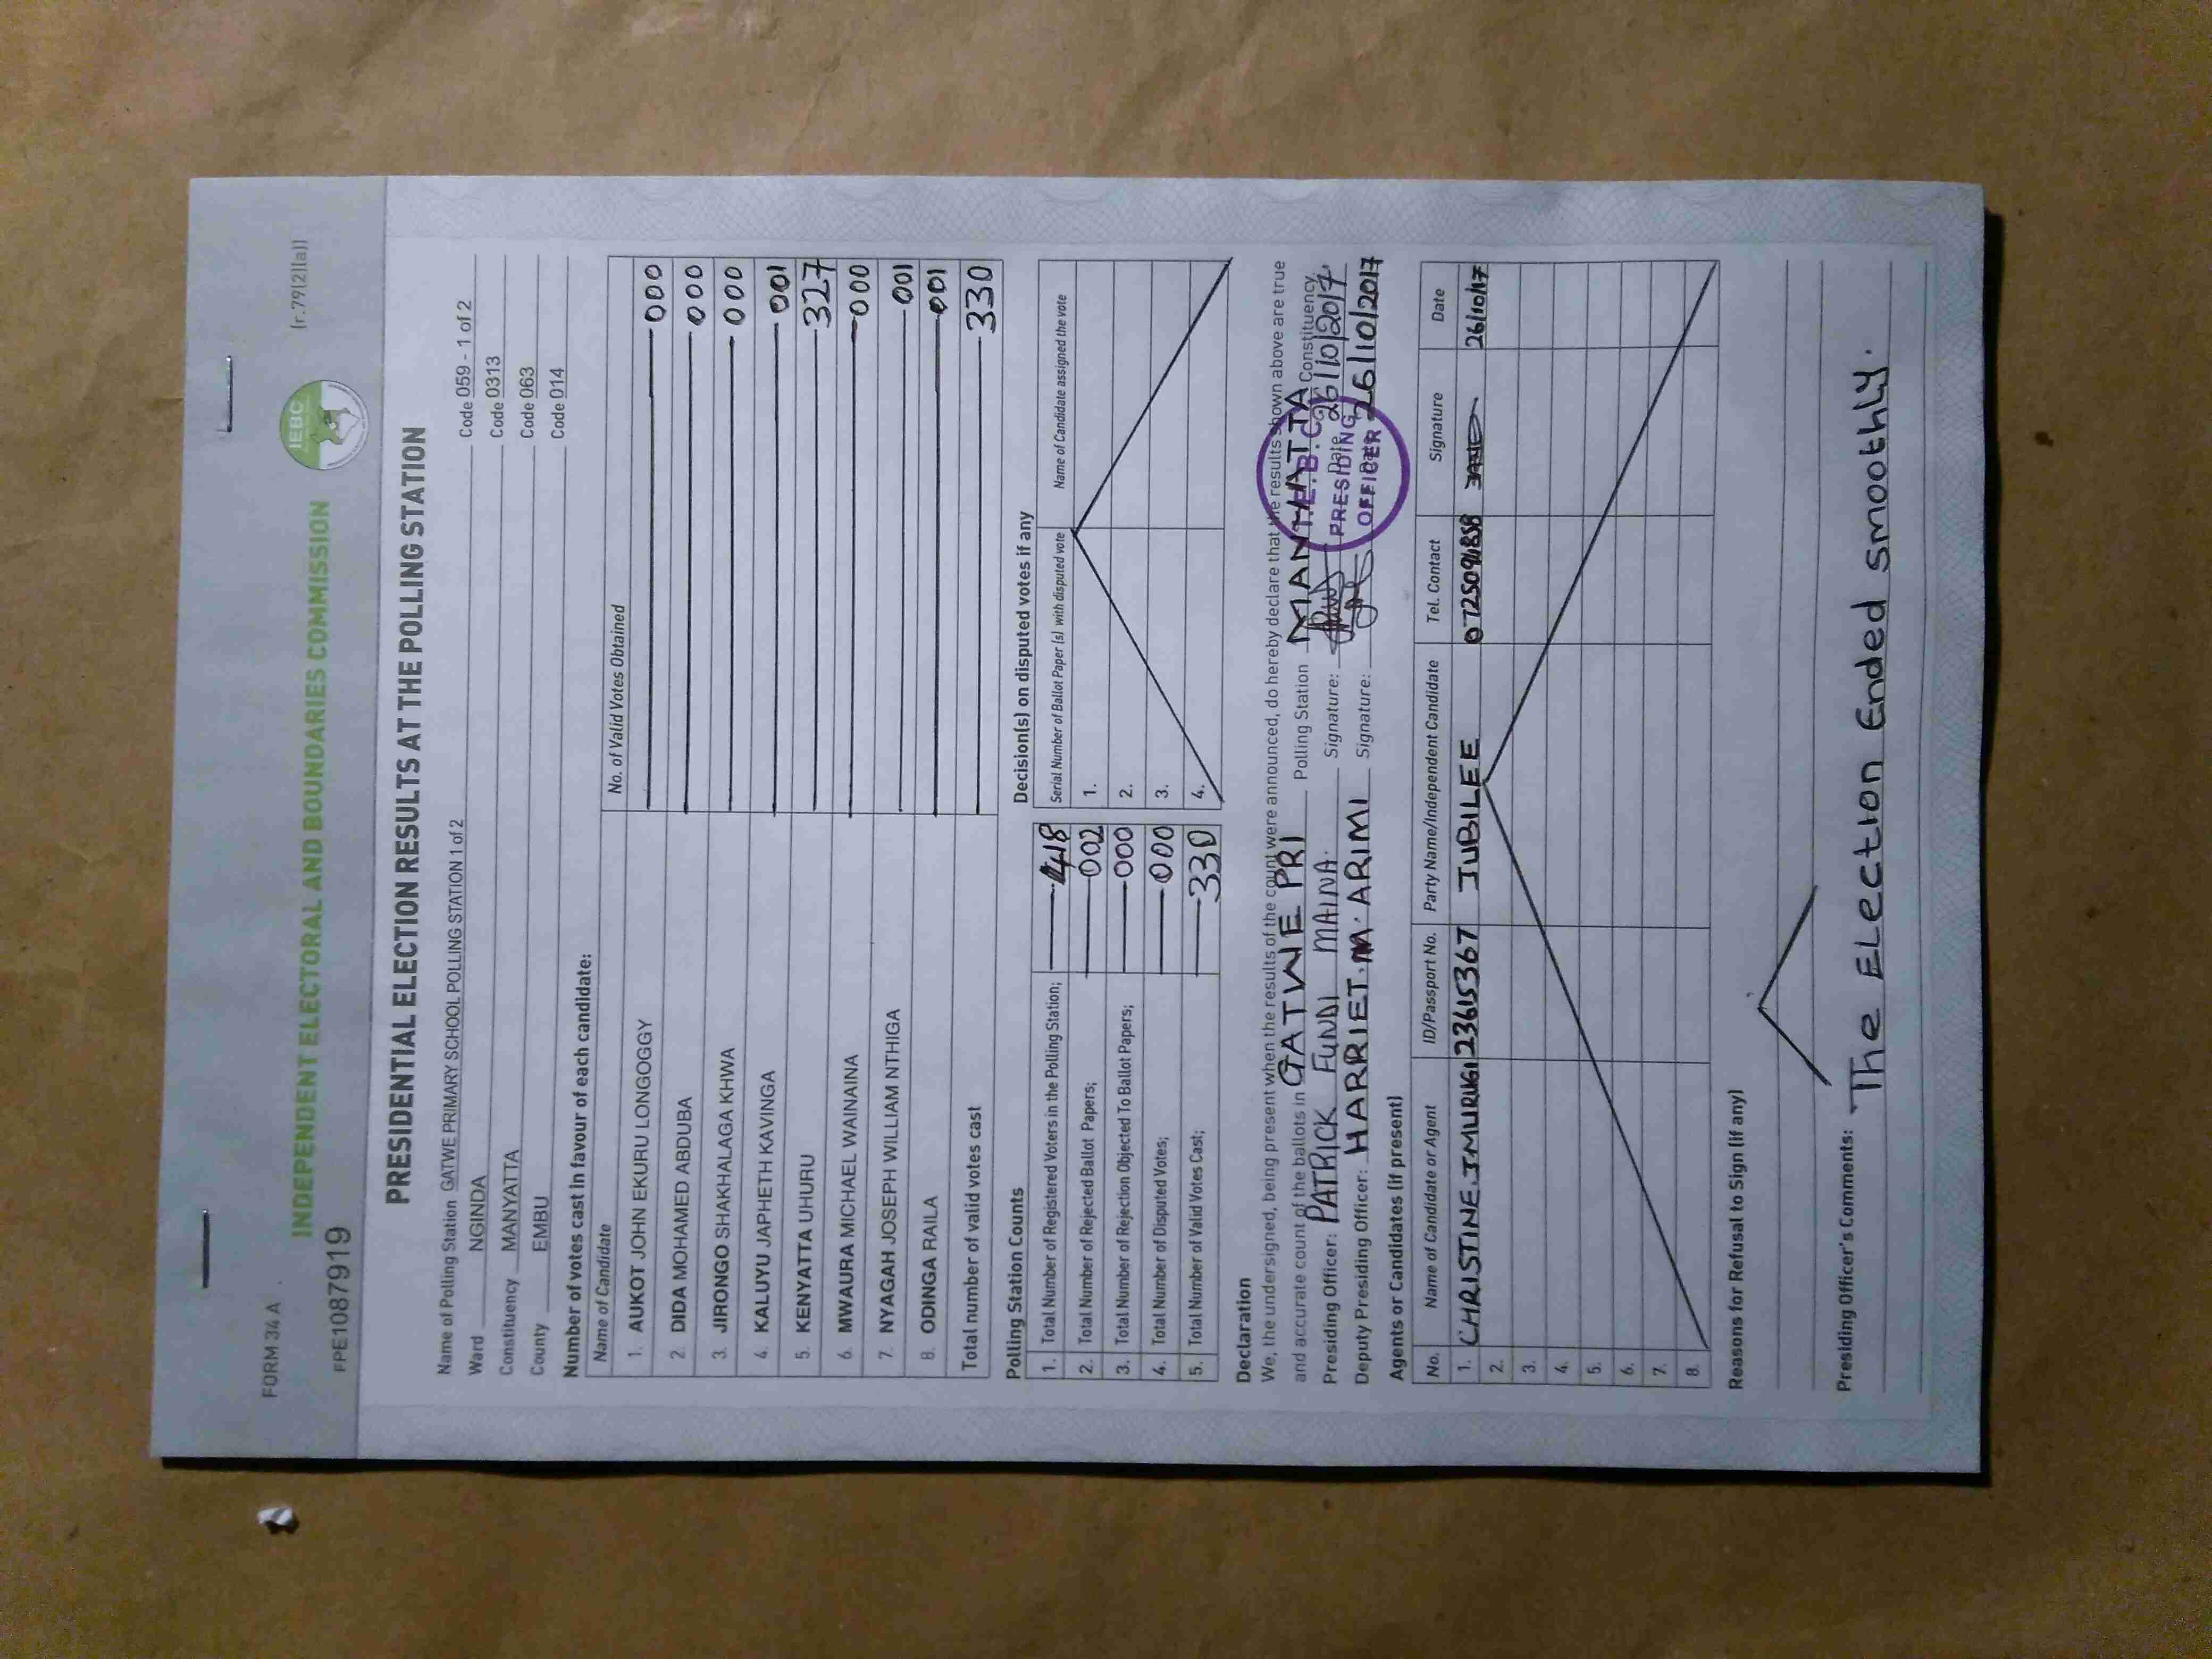 FORM 34 A
(r.79(2)(a))
IEBC
INDEPENDENT ELECTORAL AND BOUNDARIES COMMISSION
FPE1087919
PRESIDENTIAL ELECTION RESULTS AT THE POLLING STATION
Name of Polling Station GATWE PRIMARY SCHOOL POLLING STATION 1 of 2 Code 059 - 1 of 2
Ward NGINDA Code 0313
Constituency MANYATTA Code 063
County EMBU Code 014
Number of votes cast in favour of each candidate:
Name of Candidate No. of Valid Votes Obtained
1. AUKOT JOHN EKURU LONGOGGY 000
2. DIDA MOHAMED ABDUBA 000
3. JIRONGO SHAKHALAGA KHWA 000
4. KALUYU JAPHETH KAVINGA 001
5. KENYATTA UHURU 327
6. MWAURA MICHAEL WAINAINA 000
7. NYAGAH JOSEPH WILLIAM NTHIGA 001
8. ODINGA RAILA 001
Total number of valid votes cast 330
Polling Station Counts
1. Total Number of Registered Voters in the Polling Station; 418
2. Total Number of Rejected Ballot Papers; 002
3. Total Number of Rejection Objected To Ballot Papers; 000
4. Total Number of Disputed Votes; 000
5. Total Number of Valid Votes Cast; 330
Decision(s) on disputed votes if any
Serial Number of Ballot Paper (s) with disputed vote Name of Candidate assigned the vote
1.
2.
3.
4.
Declaration
We, the undersigned, being present when the results of the count were announced, do hereby declare that the results shown above are true
and accurate count of the ballots in GATWE PRI Polling Station MANYATTA Constituency.
Presiding Officer: PATRICK FUNDI MAINA. Signature: Date 26/10/2017.
Deputy Presiding Officer: HARRIET. M. ARIMI Signature: 26/10/2017
I.E.B.C.
PRESIDING
OFFICER
Agents or Candidates (if present)
No. Name of Candidate or Agent ID/Passport No. Party Name/Independent Candidate Tel. Contact Signature Date
1. CHRISTINE.I.MURUGI 23615367 JUBILEE 26/10/17
2.
3.
4.
5.
6.
7.
8.
Reasons for Refusal to Sign (if any)
Presiding Officer's Comments: The Election Ended smoothly.